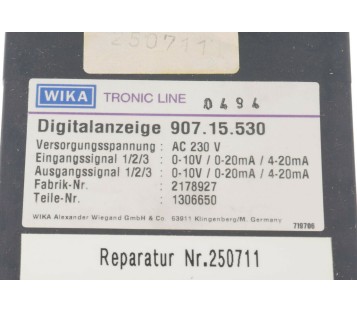 250711
WIKA TRONIC LINE 0494
Digitalanzeige 907.15.530
Versorgungsspannung : AC 230 V
Eingangssignal 1/2/3 : 0-10V / 0-20mA / 4-20mA
Ausgangssignal 1/2/3 : 0-10V / 0-20mA / 4-20mA
Fabrik-Nr. : 2178927
Teile-Nr. : 1306650
WIKA Alexander Wiegand GmbH & Co. 63911 Klingenberg/M. Germany
Reparatur Nr.250711